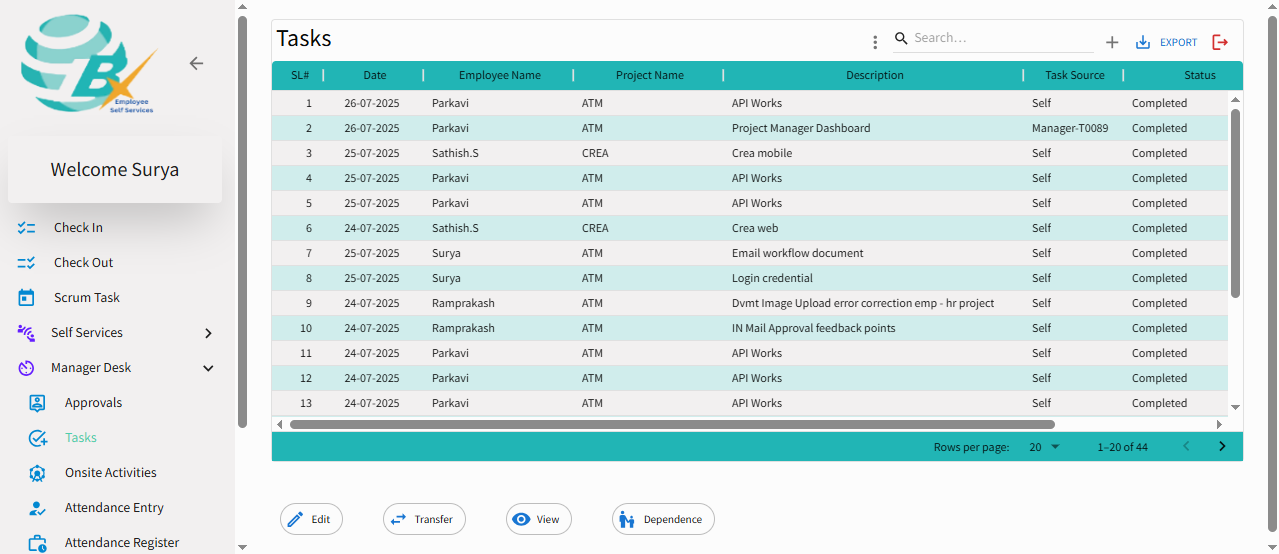 TBX
Employee
Self Services
Welcome Surya
Check In
Check Out
Scrum Task
Self Services
Manager Desk
Approvals
Tasks
Onsite Activities
Attendance Entry
Attendance Register
Tasks
Search...
EXPORT
SL# | Date | Employee Name | Project Name | Description | Task Source | Status
1 26-07-2025 Parkavi ATM API Works Self Completed
2 26-07-2025 Parkavi ATM Project Manager Dashboard Manager-T0089 Completed
3 25-07-2025 Sathish.S CREA Crea mobile Self Completed
4 25-07-2025 Parkavi ATM API Works Self Completed
5 25-07-2025 Parkavi ATM API Works Self Completed
6 24-07-2025 Sathish.S CREA Crea web Self Completed
7 25-07-2025 Surya ATM Email workflow document Self Completed
8 25-07-2025 Surya ATM Login credential Self Completed
9 24-07-2025 Ramprakash ATM Dvmt Image Upload error correction emp - hr project Self Completed
10 24-07-2025 Ramprakash ATM IN Mail Approval feedback points Self Completed
11 24-07-2025 Parkavi ATM API Works Self Completed
12 24-07-2025 Parkavi ATM API Works Self Completed
13 24-07-2025 Parkavi ATM API Works Self Completed
Rows per page: 20 1–20 of 44
Edit Transfer View Dependence